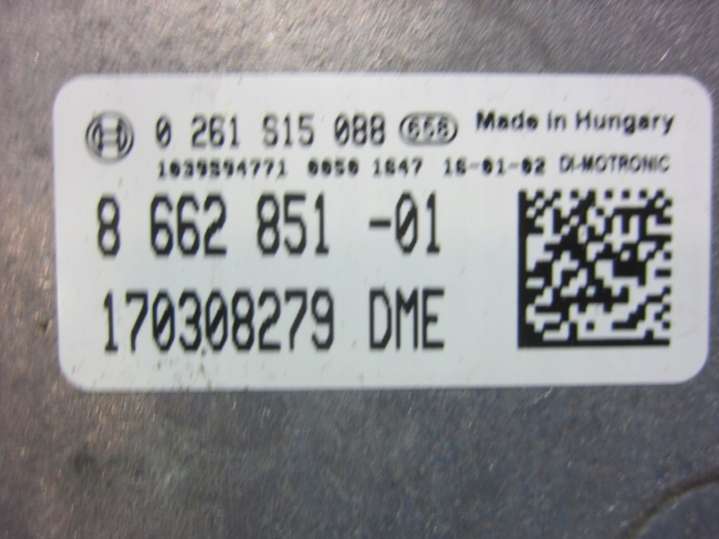 0 261 S15 088 658 Made in Hungary
1039S94771 0050 1647 16-01-02 DI-MOTRONIC
8 662 851 -01
170308279 DME